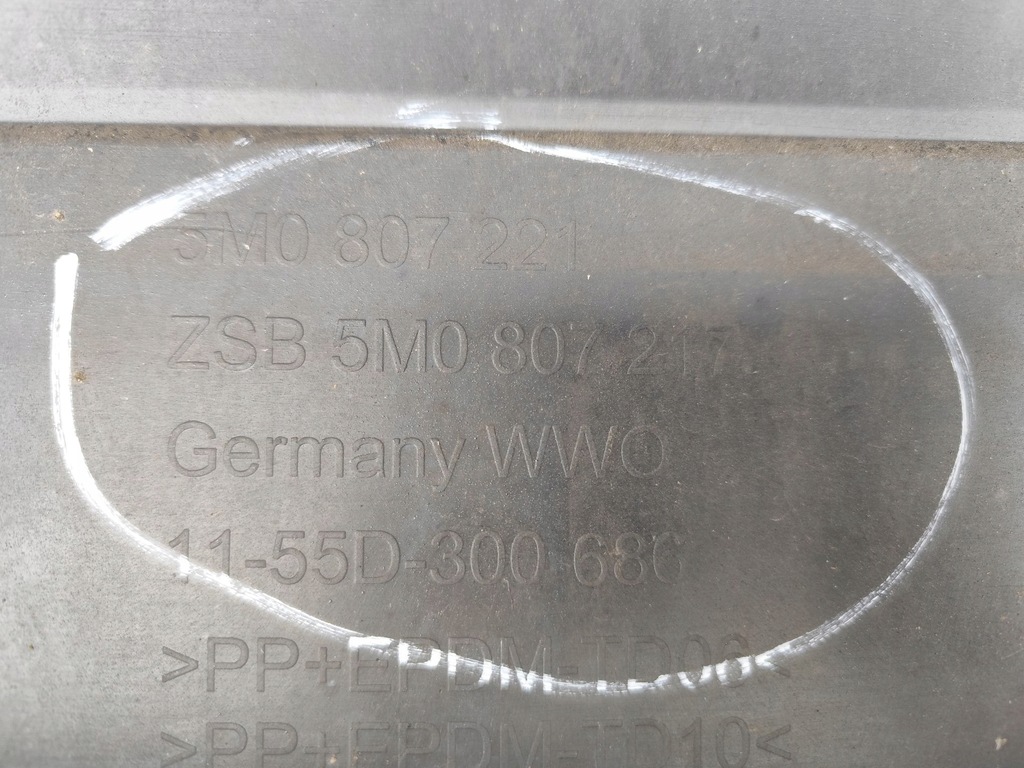 5M0 807 221
ZSB 5M0 807 217
Germany WWO
11-55D-300 686
>PP+EPDM-TD08<
>PP+EPDM-TD10<